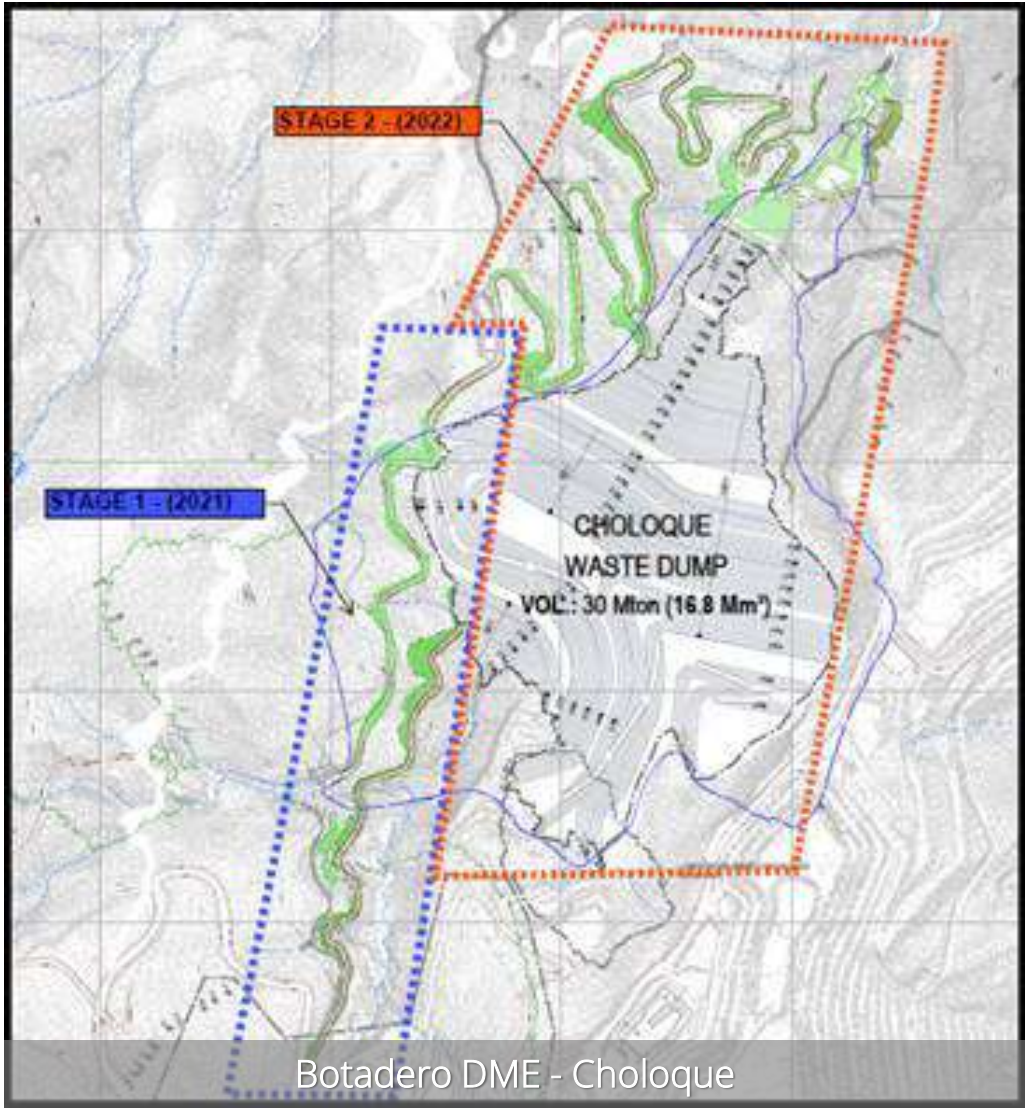 STAGE 2 - (2022)
STAGE 1 - (2021)
CHOLOQUE
WASTE DUMP
VOL.: 30 Mton (16.8 Mm³)
Botadero DME - Choloque